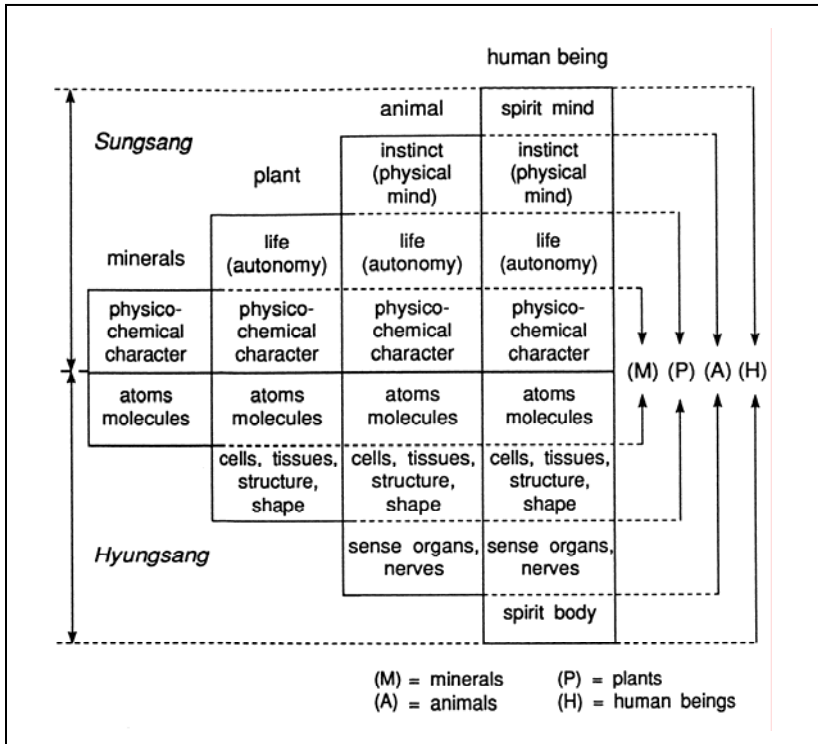 human being
animal
spirit mind
Sungsang
plant
instinct
(physical
mind)
instinct
(physical
mind)
minerals
life
(autonomy)
life
(autonomy)
life
(autonomy)
physico-
chemical
character
physico-
chemical
character
physico-
chemical
character
physico-
chemical
character
(M) (P) (A) (H)
atoms
molecules
atoms
molecules
atoms
molecules
atoms
molecules
cells, tissues,
structure,
shape
cells, tissues,
structure,
shape
cells, tissues,
structure,
shape
Hyungsang
sense organs,
nerves
sense organs,
nerves
spirit body
(M) = minerals (P) = plants
(A) = animals (H) = human beings